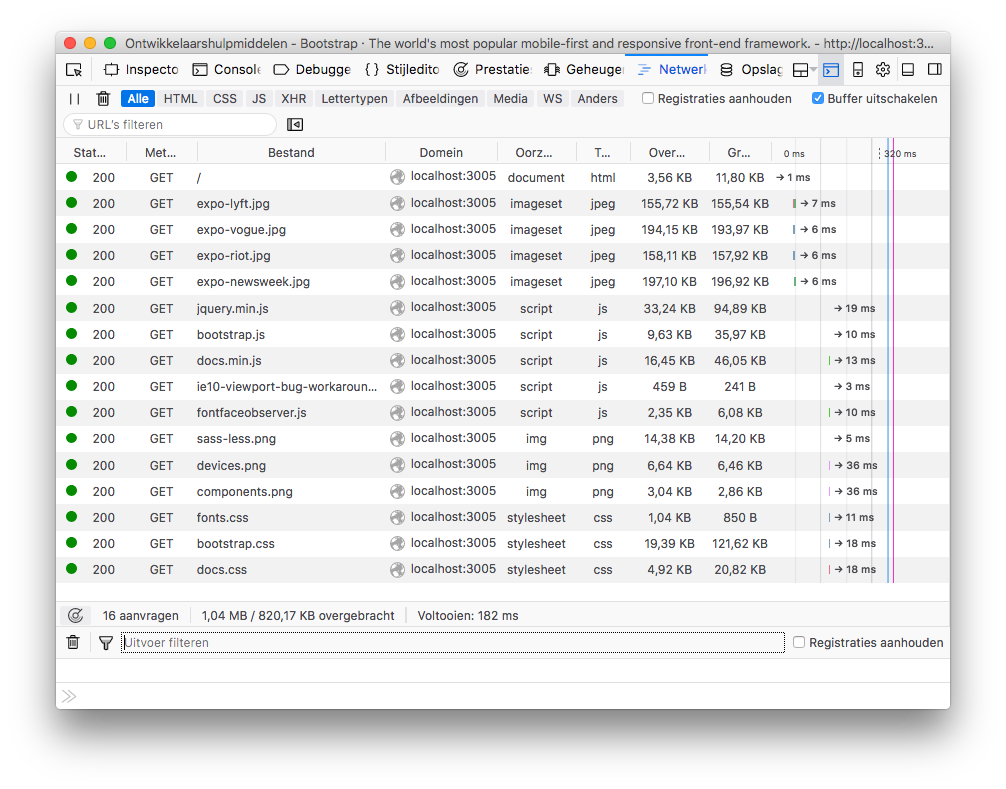 Ontwikkelaarshulpmiddelen - Bootstrap · The world's most popular mobile-first and responsive front-end framework. - http://localhost:3...
Inspecto Consol Debugge { } Stijledito Prestatie Geheuge Netwer Opslag
Alle HTML CSS JS XHR Lettertypen Afbeeldingen Media WS Anders Registraties aanhouden Buffer uitschakelen
URL's filteren
Stat... Met... Bestand Domein Oorz... T... Over... Gr... 0 ms 320 ms
200 GET / localhost:3005 document html 3,56 KB 11,80 KB → 1 ms
200 GET expo-lyft.jpg localhost:3005 imageset jpeg 155,72 KB 155,54 KB → 7 ms
200 GET expo-vogue.jpg localhost:3005 imageset jpeg 194,15 KB 193,97 KB → 6 ms
200 GET expo-riot.jpg localhost:3005 imageset jpeg 158,11 KB 157,92 KB → 6 ms
200 GET expo-newsweek.jpg localhost:3005 imageset jpeg 197,10 KB 196,92 KB → 6 ms
200 GET jquery.min.js localhost:3005 script js 33,24 KB 94,89 KB → 19 ms
200 GET bootstrap.js localhost:3005 script js 9,63 KB 35,97 KB → 10 ms
200 GET docs.min.js localhost:3005 script js 16,45 KB 46,05 KB → 13 ms
200 GET ie10-viewport-bug-workaroun... localhost:3005 script js 459 B 241 B → 3 ms
200 GET fontfaceobserver.js localhost:3005 script js 2,35 KB 6,08 KB → 10 ms
200 GET sass-less.png localhost:3005 img png 14,38 KB 14,20 KB → 5 ms
200 GET devices.png localhost:3005 img png 6,64 KB 6,46 KB → 36 ms
200 GET components.png localhost:3005 img png 3,04 KB 2,86 KB → 36 ms
200 GET fonts.css localhost:3005 stylesheet css 1,04 KB 850 B → 11 ms
200 GET bootstrap.css localhost:3005 stylesheet css 19,39 KB 121,62 KB → 18 ms
200 GET docs.css localhost:3005 stylesheet css 4,92 KB 20,82 KB → 18 ms
16 aanvragen 1,04 MB / 820,17 KB overgebracht Voltooien: 182 ms
Uitvoer filteren Registraties aanhouden